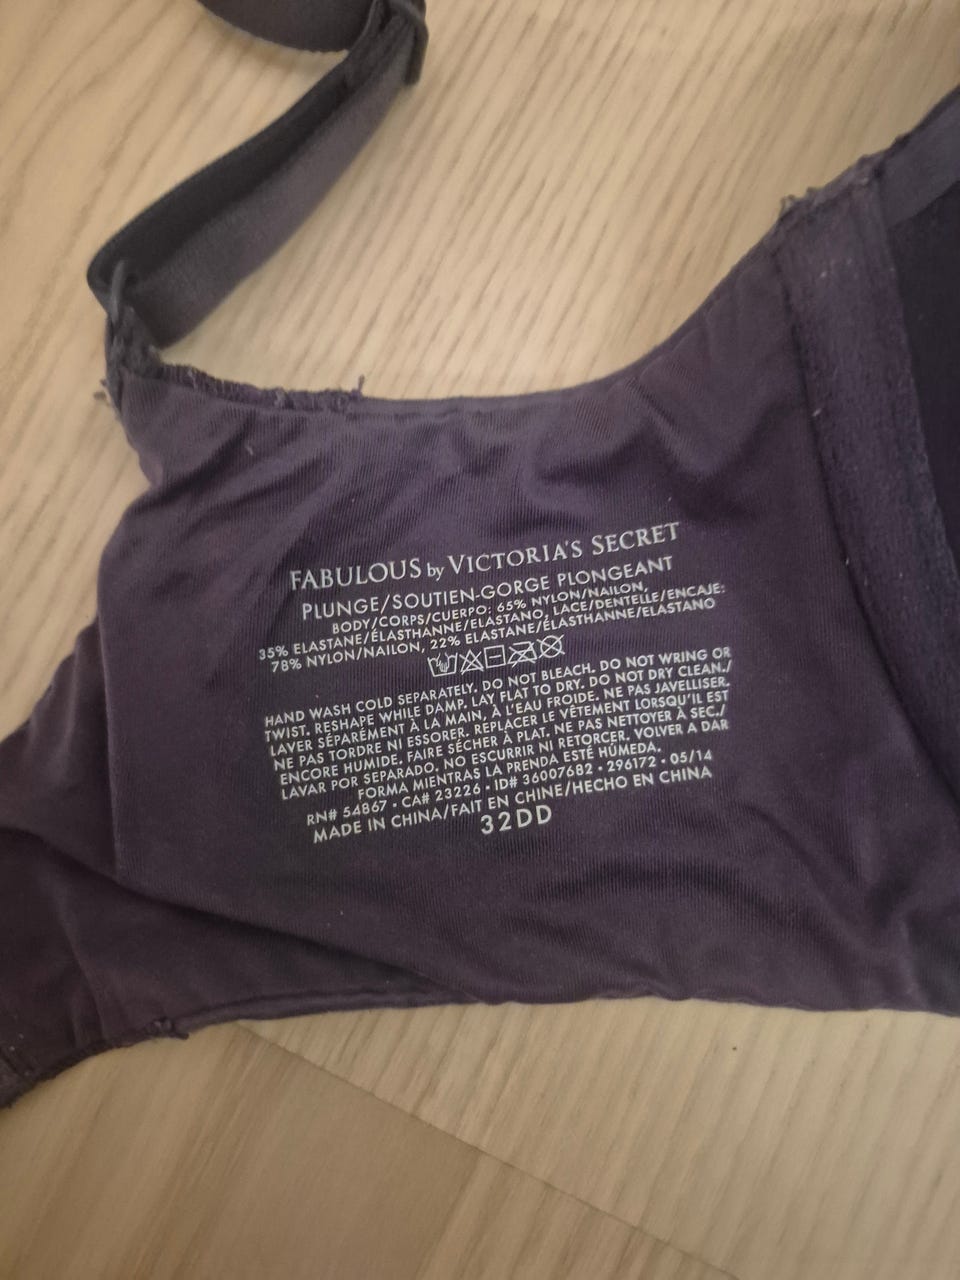 FABULOUS by VICTORIA'S SECRET
PLUNGE/SOUTIEN-GORGE PLONGEANT
BODY/CORPS/CUERPO: 65% NYLON/NAILON,
35% ELASTANE/ÉLASTHANNE/ELASTANO, LACE/DENTELLE/ENCAJE:
78% NYLON/NAILON, 22% ELASTANE/ÉLASTHANNE/ELASTANO
HAND WASH COLD SEPARATELY. DO NOT BLEACH. DO NOT WRING OR
TWIST. RESHAPE WHILE DAMP. LAY FLAT TO DRY. DO NOT DRY CLEAN./
LAVER SÉPARÉMENT À LA MAIN, À L'EAU FROIDE. NE PAS JAVELLISER.
NE PAS TORDRE NI ESSORER. REPLACER LE VÊTEMENT LORSQU'IL EST
ENCORE HUMIDE. FAIRE SÉCHER À PLAT. NE PAS NETTOYER À SEC./
LAVAR POR SEPARADO. NO ESCURRIR NI RETORCER. VOLVER A DAR
FORMA MIENTRAS LA PRENDA ESTÉ HÚMEDA.
RN# 54867 • CA# 23226 • ID# 36007682 • 296172 • 05/14
MADE IN CHINA/FAIT EN CHINE/HECHO EN CHINA
32DD